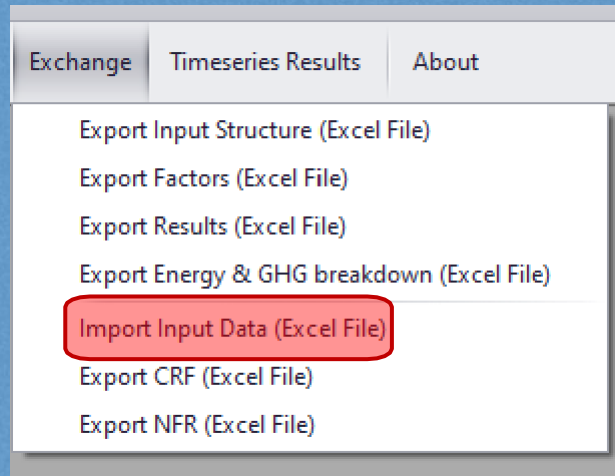 Exchange Timeseries Results About
Export Input Structure (Excel File)
Export Factors (Excel File)
Export Results (Excel File)
Export Energy & GHG breakdown (Excel File)
Import Input Data (Excel File)
Export CRF (Excel File)
Export NFR (Excel File)